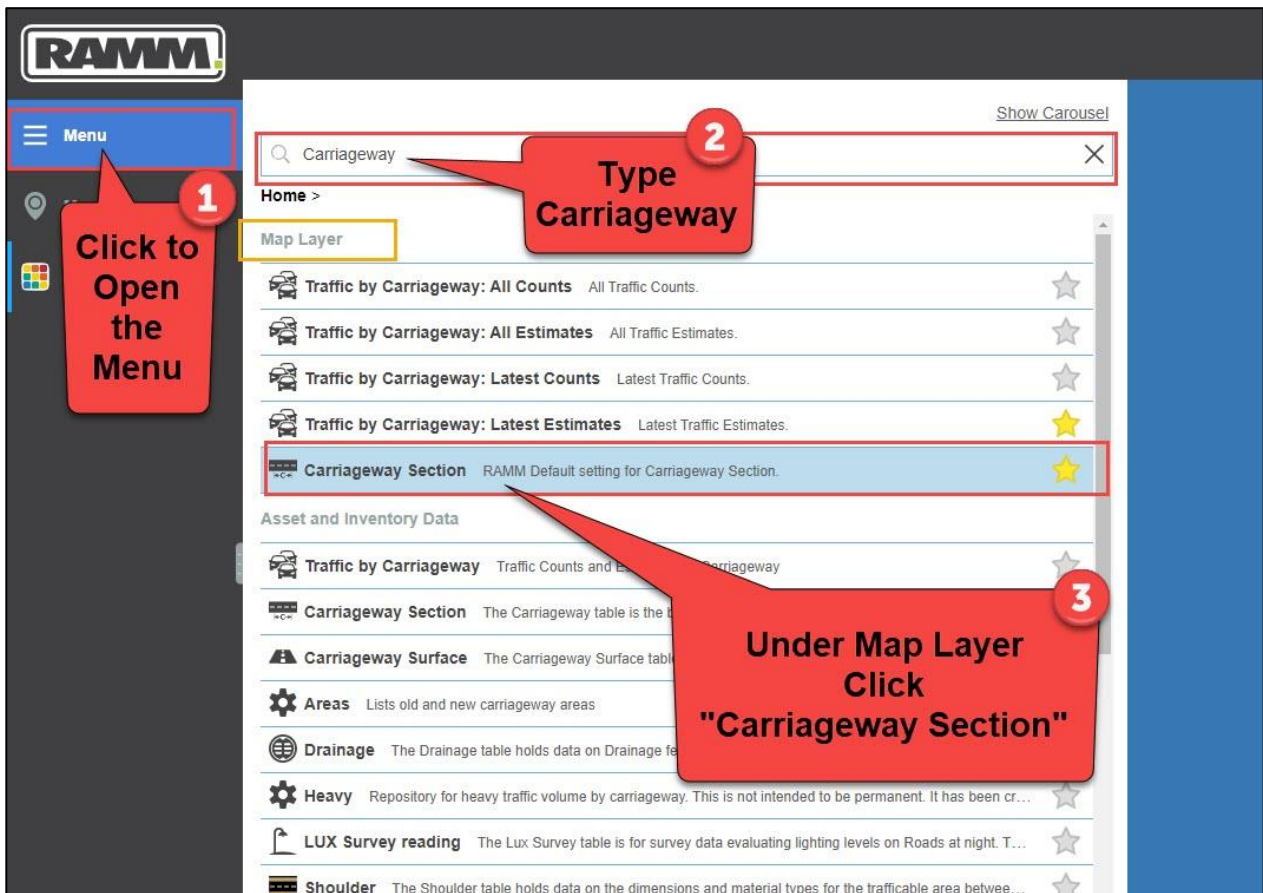 RAMM
Show Carousel
Menu
Carriageway
2
Type
Carriageway
1
Click to
Open
the
Menu
Home >
Map Layer
Traffic by Carriageway: All Counts All Traffic Counts.
Traffic by Carriageway: All Estimates All Traffic Estimates.
Traffic by Carriageway: Latest Counts Latest Traffic Counts.
Traffic by Carriageway: Latest Estimates Latest Traffic Estimates.
Carriageway Section RAMM Default setting for Carriageway Section.
Asset and Inventory Data
Traffic by Carriageway Traffic Counts and Carriageway
Carriageway Section The Carriageway table is the
Carriageway Surface The Carriageway Surface
Areas Lists old and new carriageway areas
Drainage The Drainage table holds data on Drainage
Heavy Repository for heavy traffic volume by carriageway. This is not intended to be permanent. It has been cr...
LUX Survey reading The Lux Survey table is for survey data evaluating lighting levels on Roads at night. T...
Shoulder The Shoulder table holds data on the dimensions and material types for the trafficable area betwee...
3
Under Map Layer
Click
"Carriageway Section"